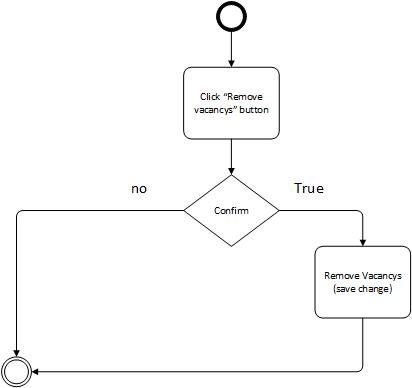 Click “Remove
vacancys” button
no
True
Confirm
Remove Vacancys
(save change)